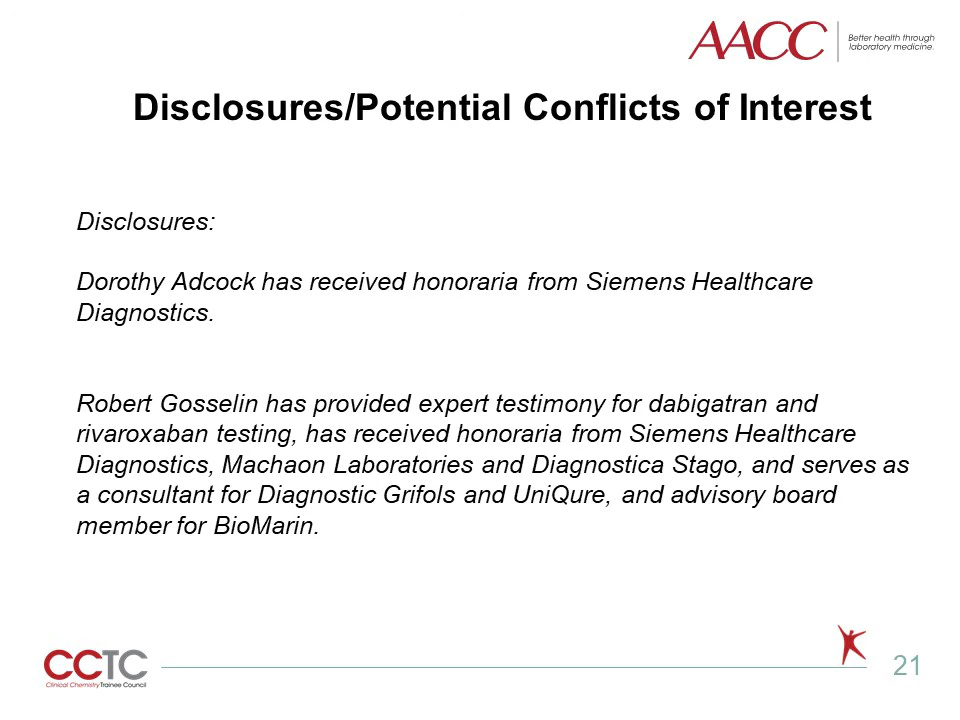 AACC
Better health through
laboratory medicine.
Disclosures/Potential Conflicts of Interest
Disclosures:
Dorothy Adcock has received honoraria from Siemens Healthcare
Diagnostics.
Robert Gosselin has provided expert testimony for dabigatran and
rivaroxaban testing, has received honoraria from Siemens Healthcare
Diagnostics, Machaon Laboratories and Diagnostica Stago, and serves as
a consultant for Diagnostic Grifols and UniQure, and advisory board
member for BioMarin.
CCTC
Clinical Chemistry Trainee Council
21